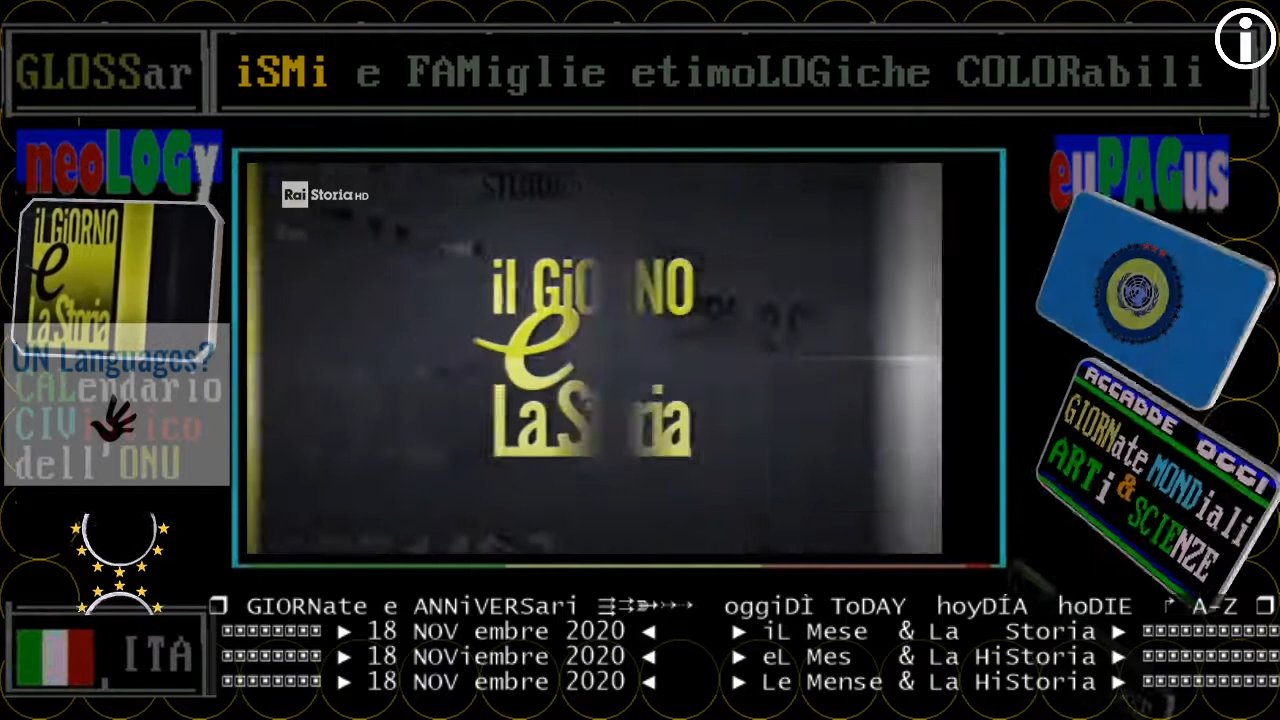 GLOSSar
iSMi e FAMiglie etimoLOGiche COLORabili
neoLOGy
euPAGus
Rai Storia HD
il GiORNO
e
La Storia
il GiO NO
e
La S ria
UN Languages?
CALendario
CIVifico
dell'ONU
ACCADDE OGGI
GIORNate MONDiali
ARTi & SCIENZE
GIORNate e ANNiVERSari oggiDÌ ToDAY hoyDÍA hoDIE A-Z
18 NOV embre 2020 iL Mese & La Storia
18 NOViembre 2020 eL Mes & La HiStoria
18 NOV embre 2020 Le Mense & La HiStoria
ITA